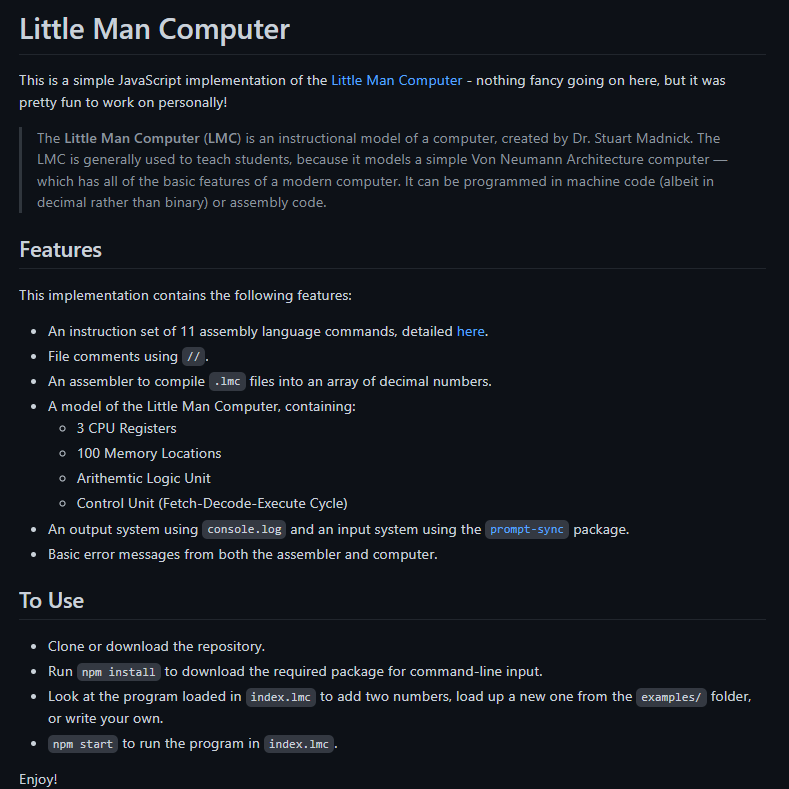 Little Man Computer
This is a simple JavaScript implementation of the Little Man Computer - nothing fancy going on here, but it was
pretty fun to work on personally!
The Little Man Computer (LMC) is an instructional model of a computer, created by Dr. Stuart Madnick. The
LMC is generally used to teach students, because it models a simple Von Neumann Architecture computer —
which has all of the basic features of a modern computer. It can be programmed in machine code (albeit in
decimal rather than binary) or assembly code.
Features
This implementation contains the following features:
• An instruction set of 11 assembly language commands, detailed here.
• File comments using //.
• An assembler to compile .lmc files into an array of decimal numbers.
• A model of the Little Man Computer, containing:
◦ 3 CPU Registers
◦ 100 Memory Locations
◦ Arithemtic Logic Unit
◦ Control Unit (Fetch-Decode-Execute Cycle)
• An output system using console.log and an input system using the prompt-sync package.
• Basic error messages from both the assembler and computer.
To Use
• Clone or download the repository.
• Run npm install to download the required package for command-line input.
• Look at the program loaded in index.lmc to add two numbers, load up a new one from the examples/ folder,
or write your own.
• npm start to run the program in index.lmc.
Enjoy!